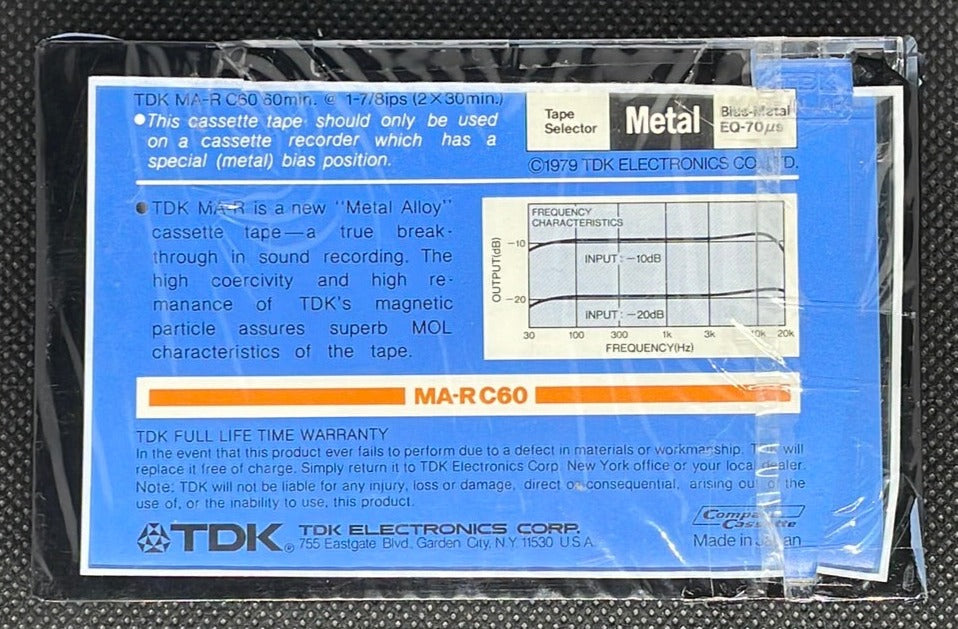 TDK MA-R C60 60min. @ 1-7/8ips (2×30min.)
●This cassette tape should only be used
on a cassette recorder which has a
special (metal) bias position.
Tape
Selector
Metal
Bias-Metal
EQ-70μs
©1979 TDK ELECTRONICS CO. LTD.
●TDK MA-R is a new "Metal Alloy"
cassette tape—a true break-
through in sound recording. The
high coercivity and high re-
manance of TDK's magnetic
particle assures superb MOL
characteristics of the tape.
FREQUENCY
CHARACTERISTICS
OUTPUT(dB)
-10
INPUT: -10dB
-20
INPUT: -20dB
30 100 300 1k 3k 10k 20k
FREQUENCY(Hz)
MA-R C60
TDK FULL LIFE TIME WARRANTY
In the event that this product ever fails to perform due to a defect in materials or workmanship, TDK will
replace it free of charge. Simply return it to TDK Electronics Corp. New York office or your local dealer.
Note: TDK will not be liable for any injury, loss or damage, direct or consequential, arising out of the
use of, or the inability to use, this product.
TDK®
TDK ELECTRONICS CORP.
755 Eastgate Blvd., Garden City, N.Y. 11530 U.S.A.
Compact
Cassette
Made in Japan